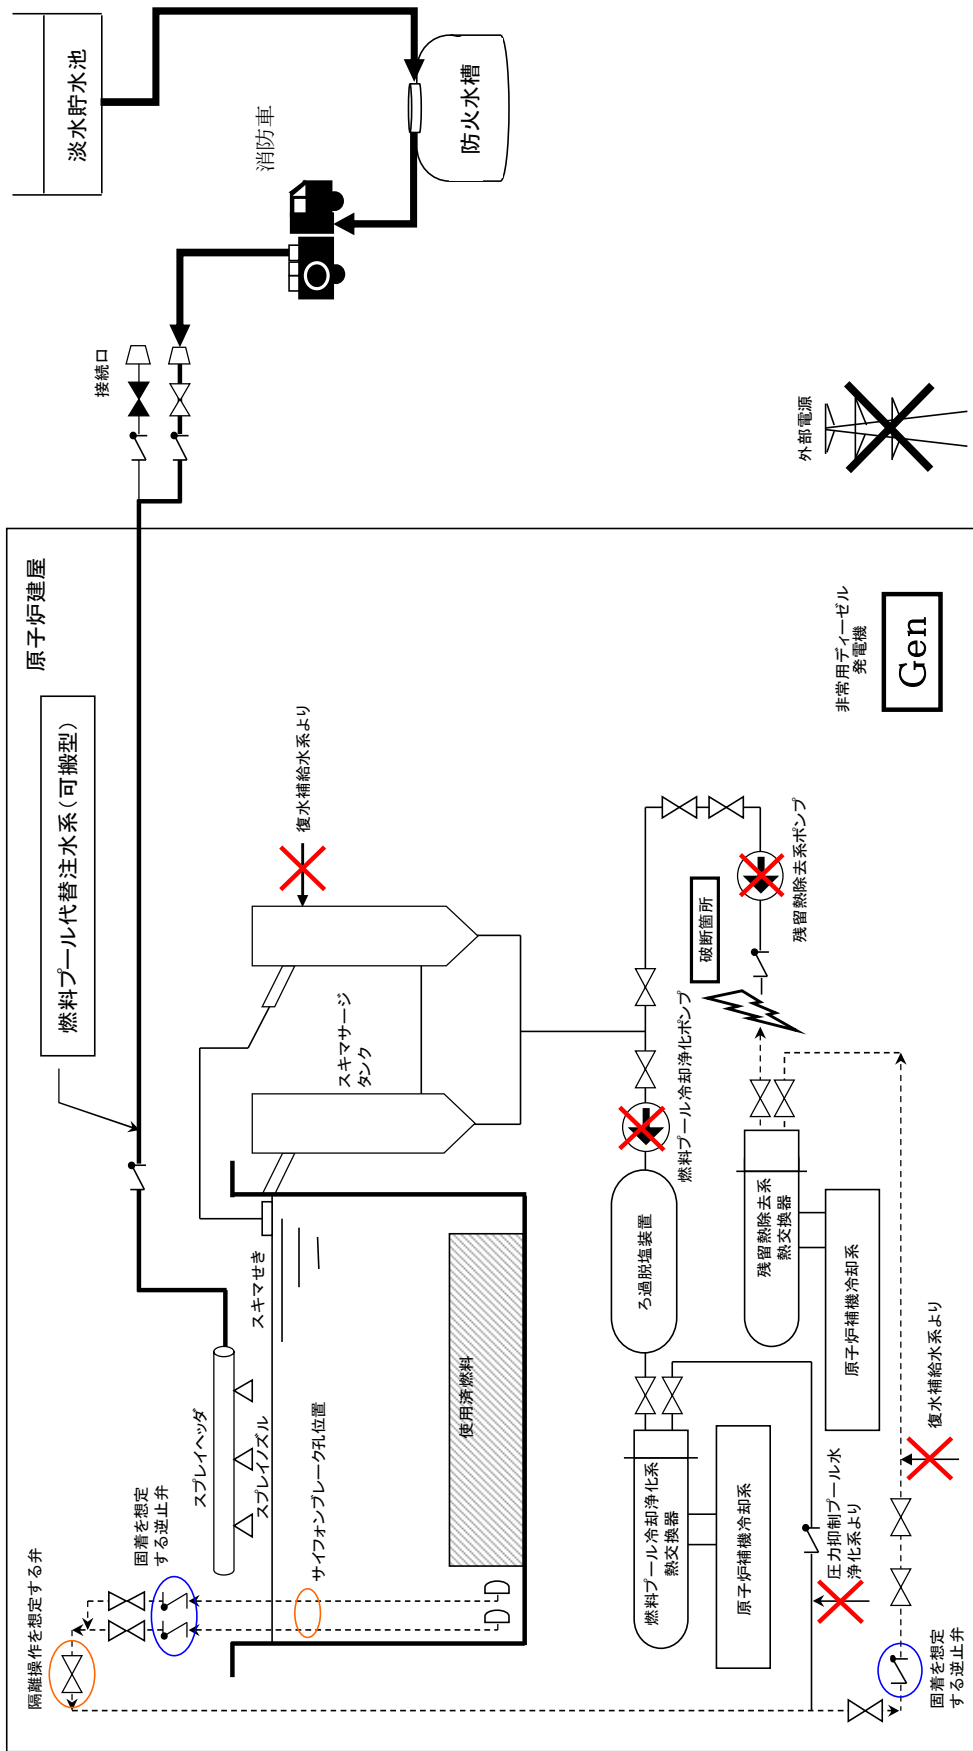 淡水貯水池
消防車
防火水槽
接続口
外部電源
原子炉建屋
燃料プール代替注水系(可搬型)
非常用ディーゼル
発電機
Gen
復水補給水系より
スキマサージ
タンク
破断箇所
残留熱除去系ポンプ
燃料プール冷却浄化ポンプ
スキマせき
使用済燃料
ろ過脱塩装置
残留熱除去系
熱交換器
原子炉補機冷却系
復水補給水系より
スプレイヘッダ
スプレイノズル
サイフォンブレーク孔位置
固着を想定
する逆止弁
隔離操作を想定する弁
燃料プール冷却浄化系
熱交換器
原子炉補機冷却系
圧力抑制プール水
浄化系より
固着を想定
する逆止弁